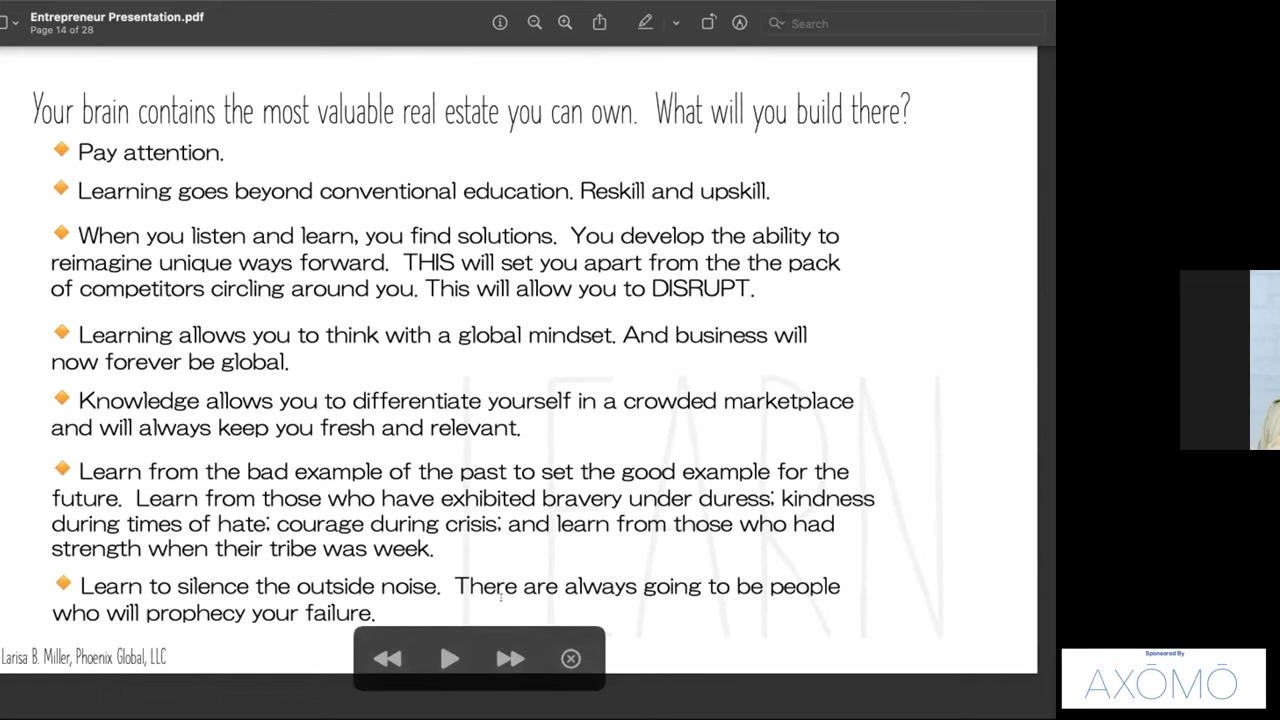 Entrepreneur Presentation.pdf
Page 14 of 28
Search
Your brain contains the most valuable real estate you can own. What will you build there?
Pay attention.
Learning goes beyond conventional education. Reskill and upskill.
When you listen and learn, you find solutions. You develop the ability to
reimagine unique ways forward. THIS will set you apart from the the pack
of competitors circling around you. This will allow you to DISRUPT.
Learning allows you to think with a global mindset. And business will
now forever be global.
Knowledge allows you to differentiate yourself in a crowded marketplace
and will always keep you fresh and relevant.
Learn from the bad example of the past to set the good example for the
future. Learn from those who have exhibited bravery under duress; kindness
during times of hate; courage during crisis; and learn from those who had
strength when their tribe was week.
Learn to silence the outside noise. There are always going to be people
who will prophecy your failure.
LEARN
Larisa B. Miller, Phoenix Global, LLC
Sponsored By
AXŌMŌ